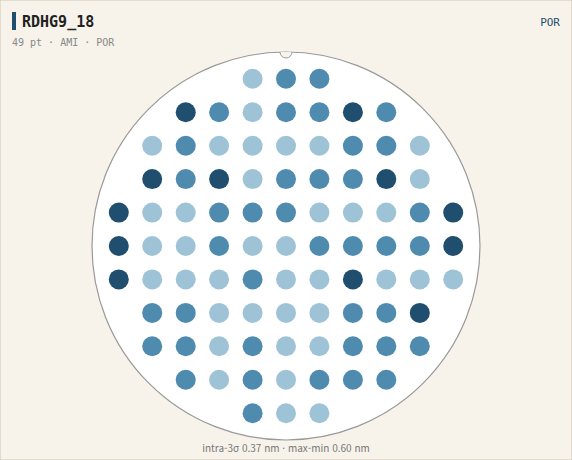 RDHG9_18
POR
49 pt · AMI · POR
intra-3σ 0.37 nm · max-min 0.60 nm